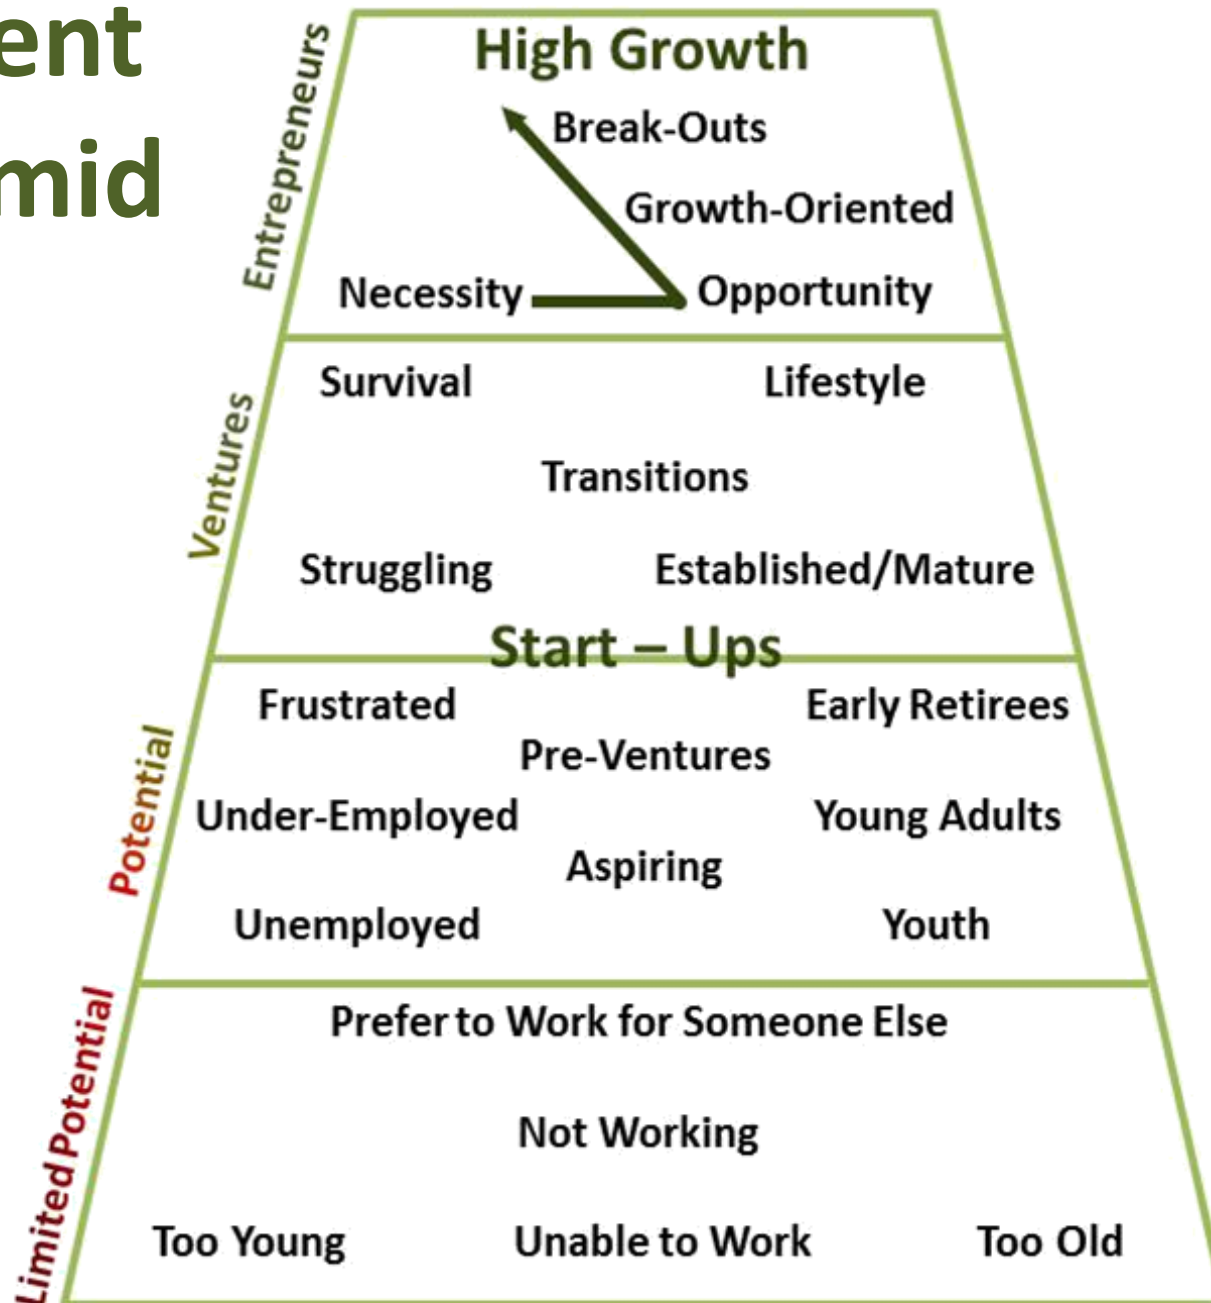 ent
mid
Entrepreneurs
High Growth
Break-Outs
Growth-Oriented
Necessity Opportunity
Ventures
Survival Lifestyle
Transitions
Struggling Established/Mature
Start – Ups
Potential
Frustrated Early Retirees
Pre-Ventures
Under-Employed Young Adults
Aspiring
Unemployed Youth
Limited Potential
Prefer to Work for Someone Else
Not Working
Too Young Unable to Work Too Old